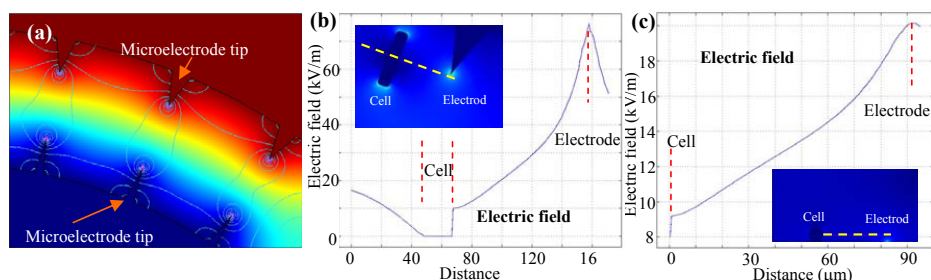 (a)
Microelectrode tip
Microelectrode tip
(b)
Electric field (kV/m)
60
40
20
0
Cell
Electrod
Cell
Electrode
Electric field
0
40
80
120
160
Distance
(c)
Electric field (kV/m)
20
18
16
14
12
10
8
Electric field
Cell
Electrode
Cell
Electrod
0
30
60
90
Distance (μm)